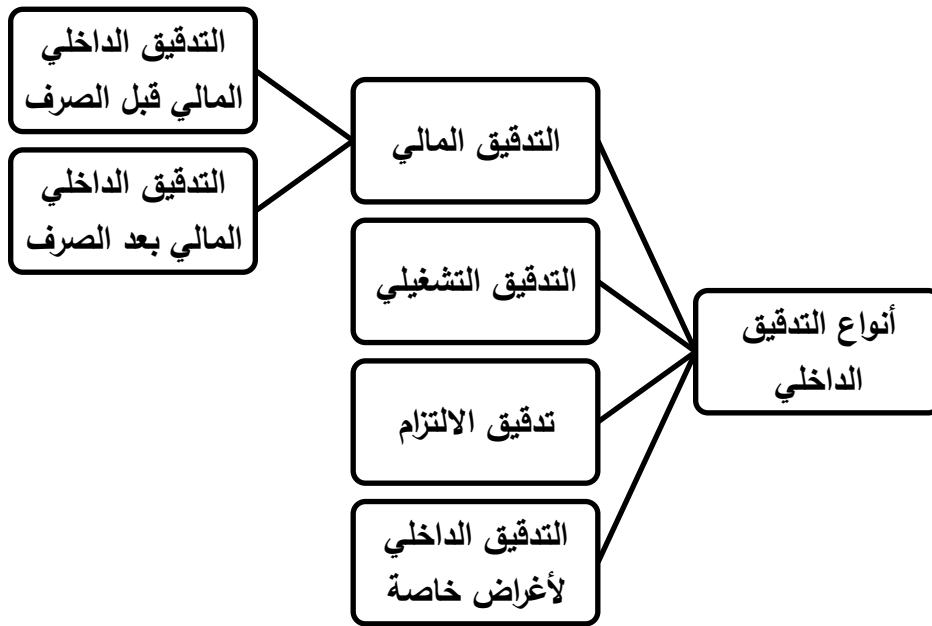 أنواع التدقيق
الداخلي
التدقيق المالي
التدقيق التشغيلي
تدقيق الالتزام
التدقيق الداخلي
لأغراض خاصة
التدقيق الداخلي
المالي قبل الصرف
التدقيق الداخلي
المالي بعد الصرف